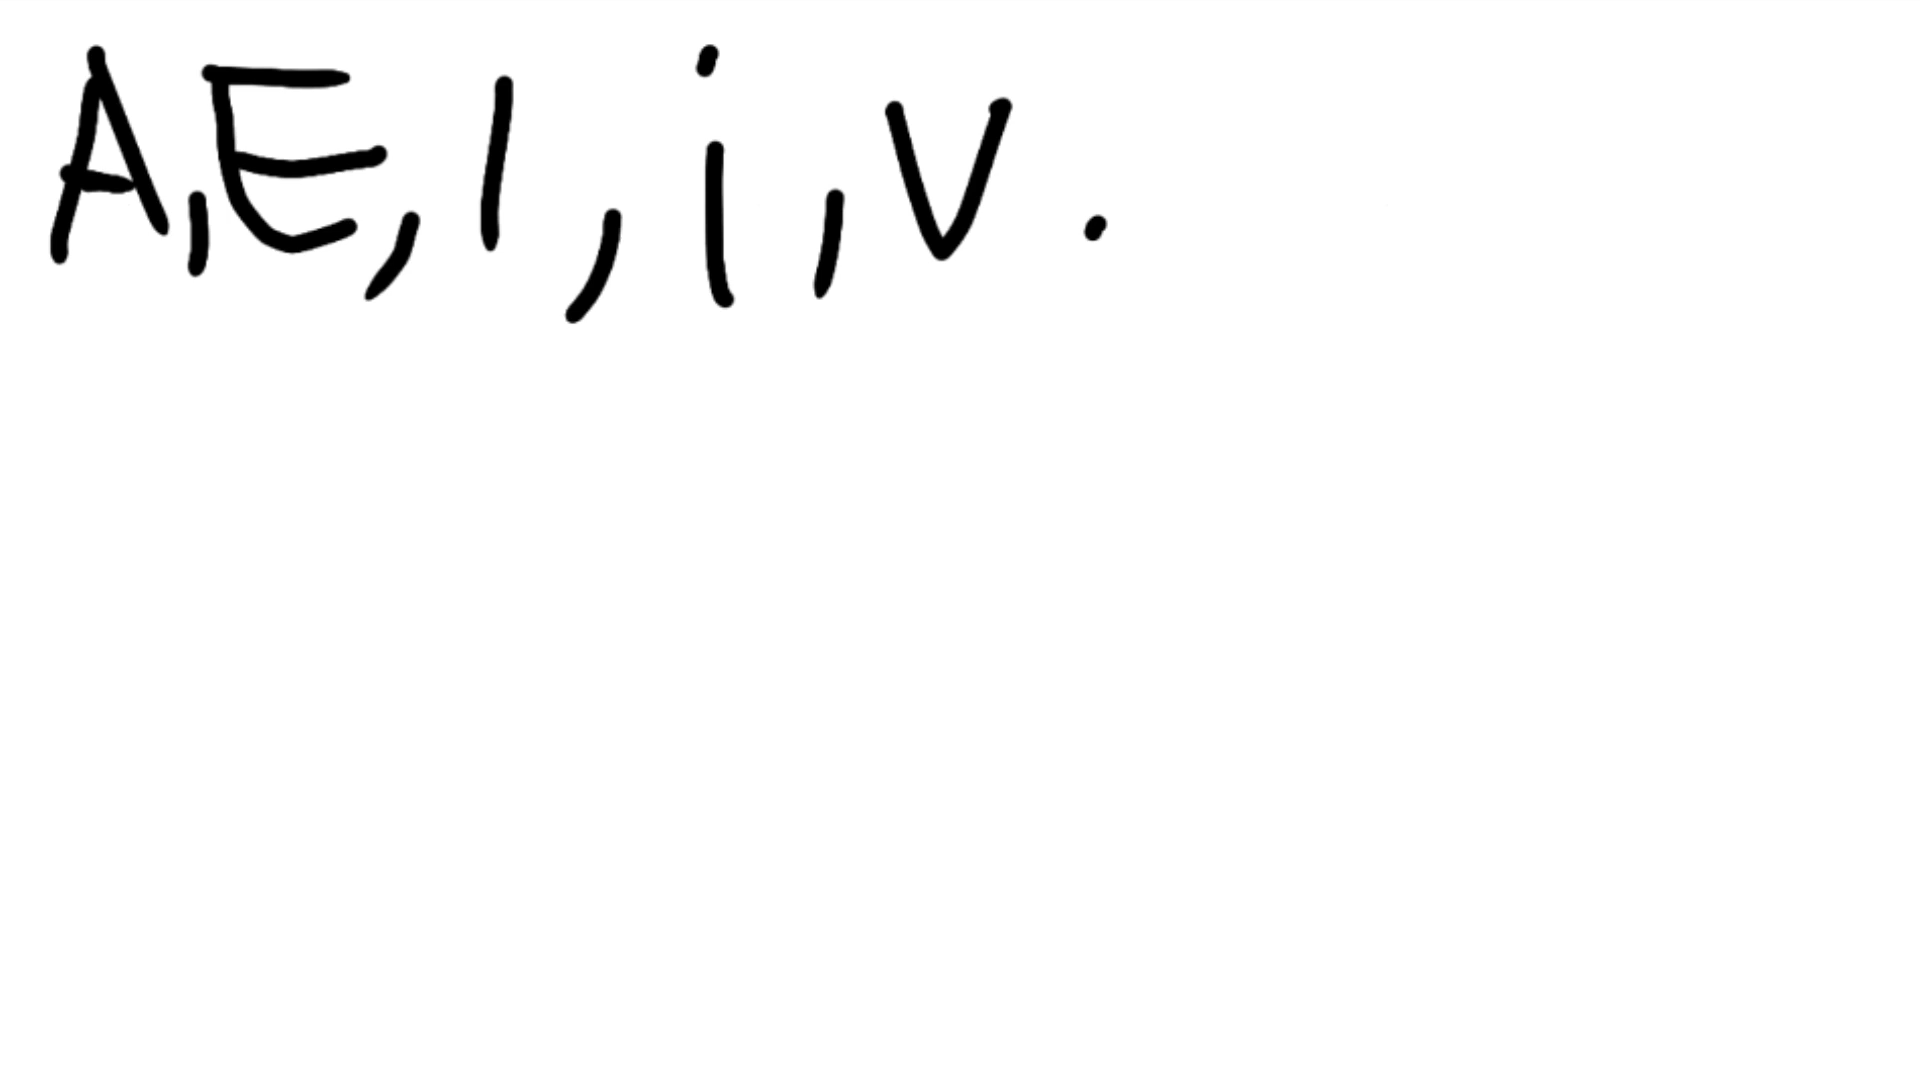 A, E, I, i, V.